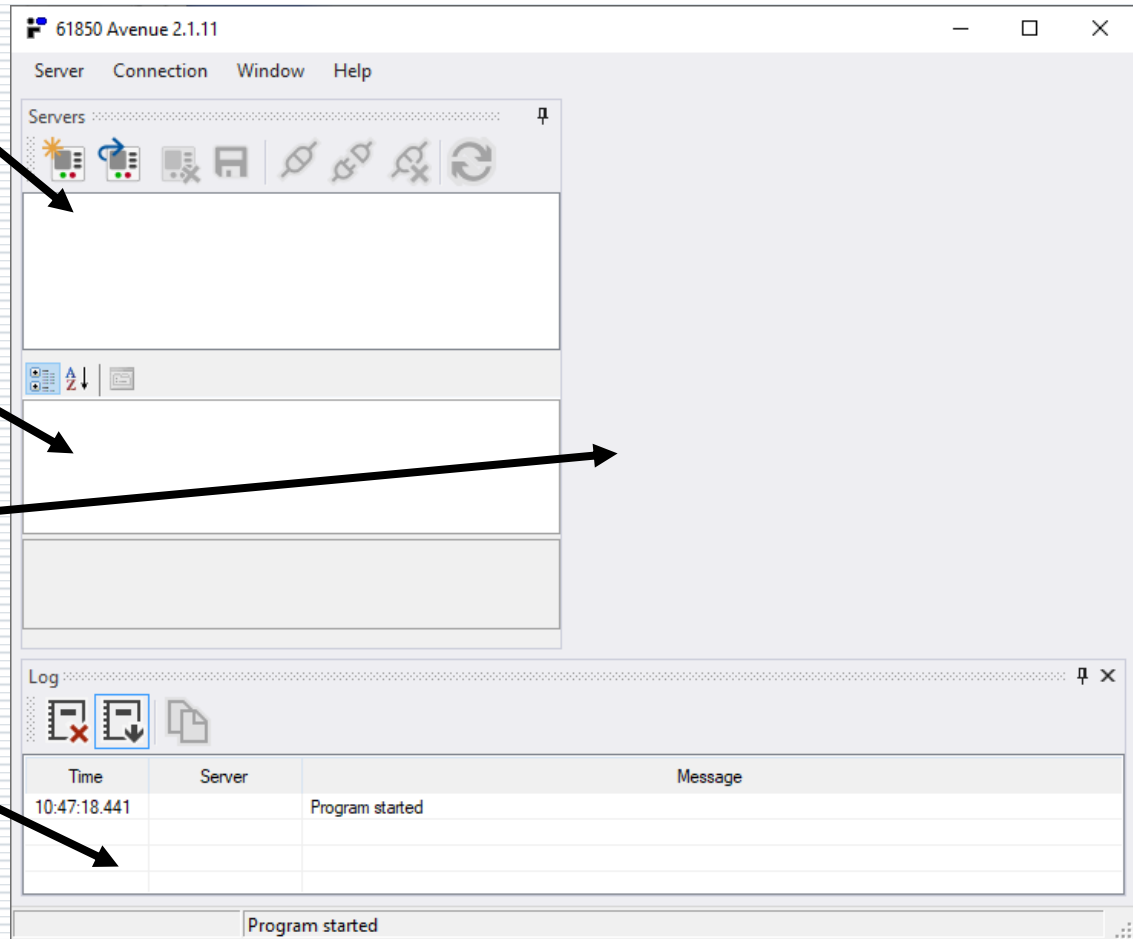 61850 Avenue 2.1.11
Server Connection Window Help
Servers
A
Z
Log
Time Server Message
10:47:18.441 Program started
Program started